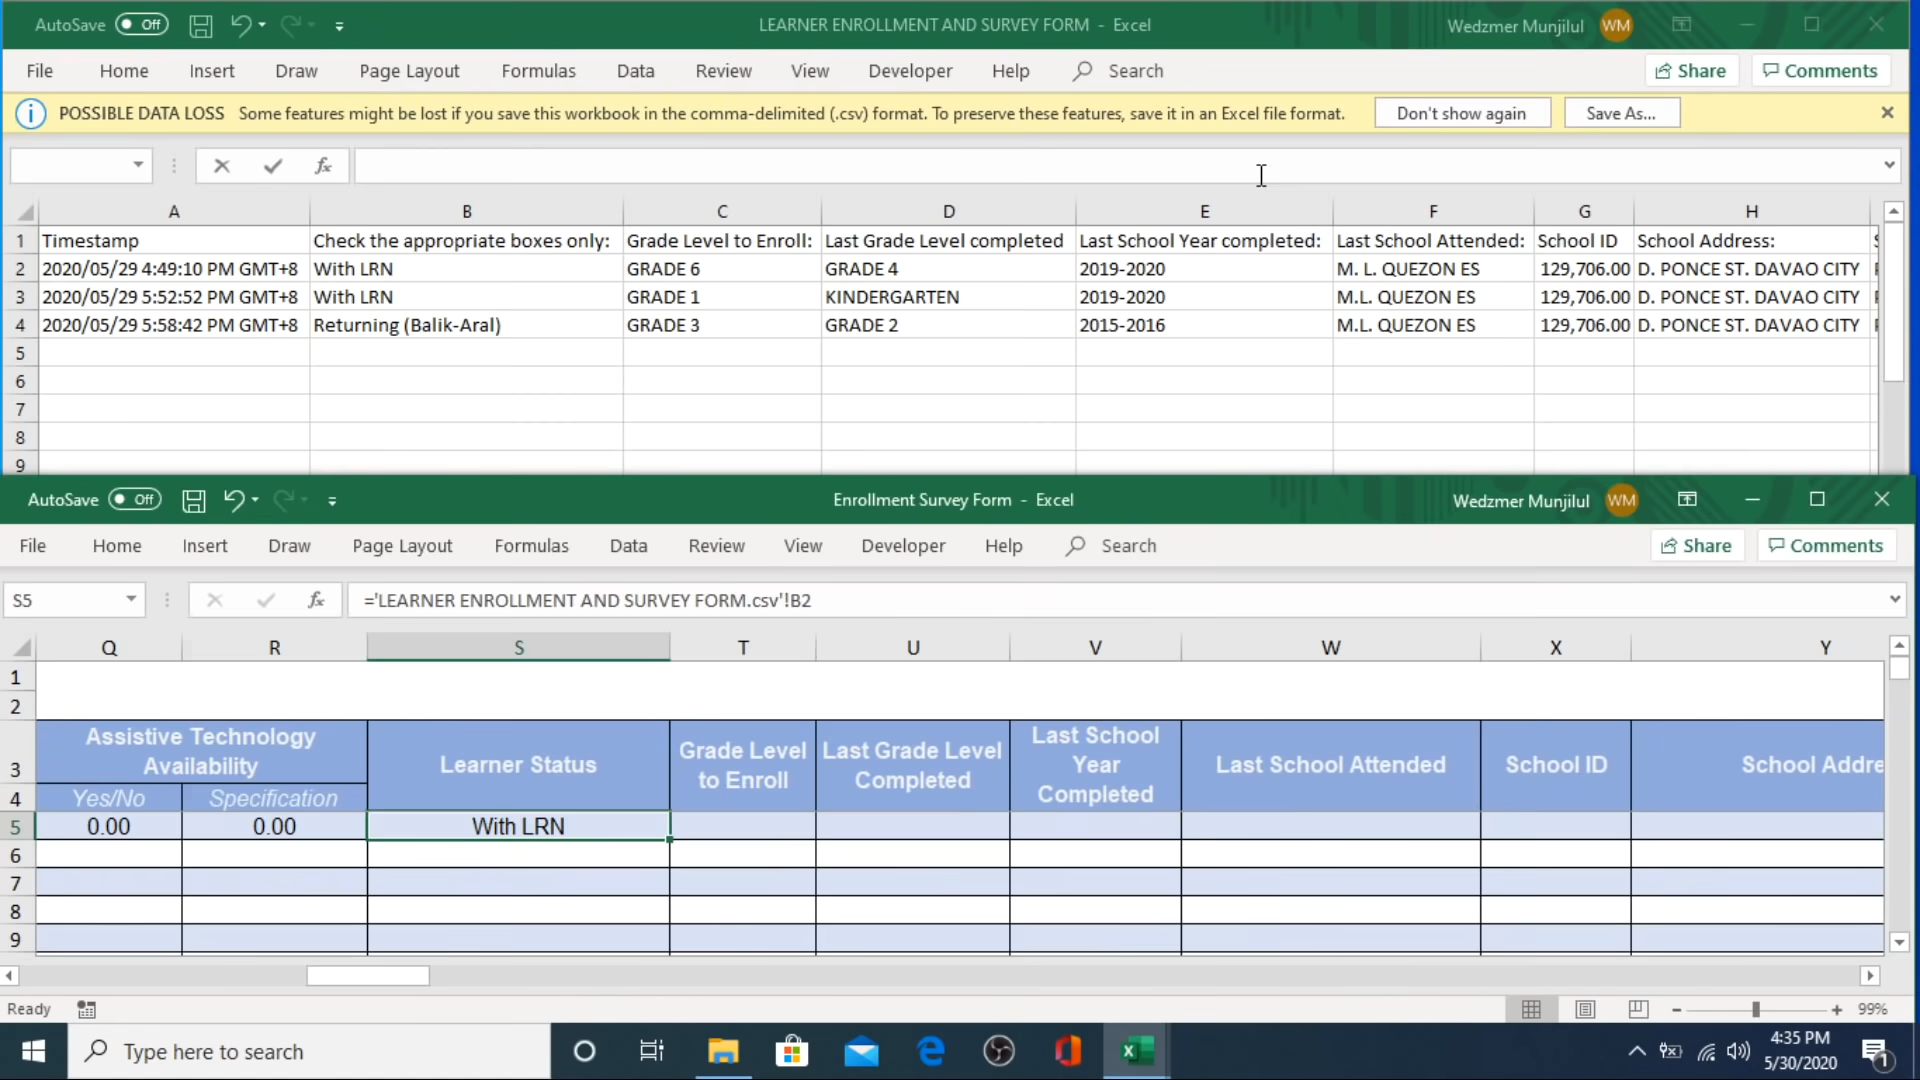 AutoSave Off LEARNER ENROLLMENT AND SURVEY FORM - Excel Wedzmer Munjilul WM
File Home Insert Draw Page Layout Formulas Data Review View Developer Help Search Share Comments
POSSIBLE DATA LOSS Some features might be lost if you save this workbook in the comma-delimited (.csv) format. To preserve these features, save it in an Excel file format. Don't show again Save As...
fx
A B C D E F G H
1 Timestamp Check the appropriate boxes only: Grade Level to Enroll: Last Grade Level completed Last School Year completed: Last School Attended: School ID School Address:
2 2020/05/29 4:49:10 PM GMT+8 With LRN GRADE 6 GRADE 4 2019-2020 M. L. QUEZON ES 129,706.00 D. PONCE ST. DAVAO CITY
3 2020/05/29 5:52:52 PM GMT+8 With LRN GRADE 1 KINDERGARTEN 2019-2020 M.L. QUEZON ES 129,706.00 D. PONCE ST. DAVAO CITY
4 2020/05/29 5:58:42 PM GMT+8 Returning (Balik-Aral) GRADE 3 GRADE 2 2015-2016 M.L. QUEZON ES 129,706.00 D. PONCE ST. DAVAO CITY
5
6
7
8
9
AutoSave Off Enrollment Survey Form - Excel Wedzmer Munjilul WM
File Home Insert Draw Page Layout Formulas Data Review View Developer Help Search Share Comments
S5 fx ='LEARNER ENROLLMENT AND SURVEY FORM.csv'!B2
Q R S T U V W X Y
1
2
3 Assistive Technology Availability Learner Status Grade Level to Enroll Last Grade Level Completed Last School Year Completed Last School Attended School ID School Addre
4 Yes/No Specification
5 0.00 0.00 With LRN
6
7
8
9
Ready 99%
Type here to search 4:35 PM
5/30/2020 1